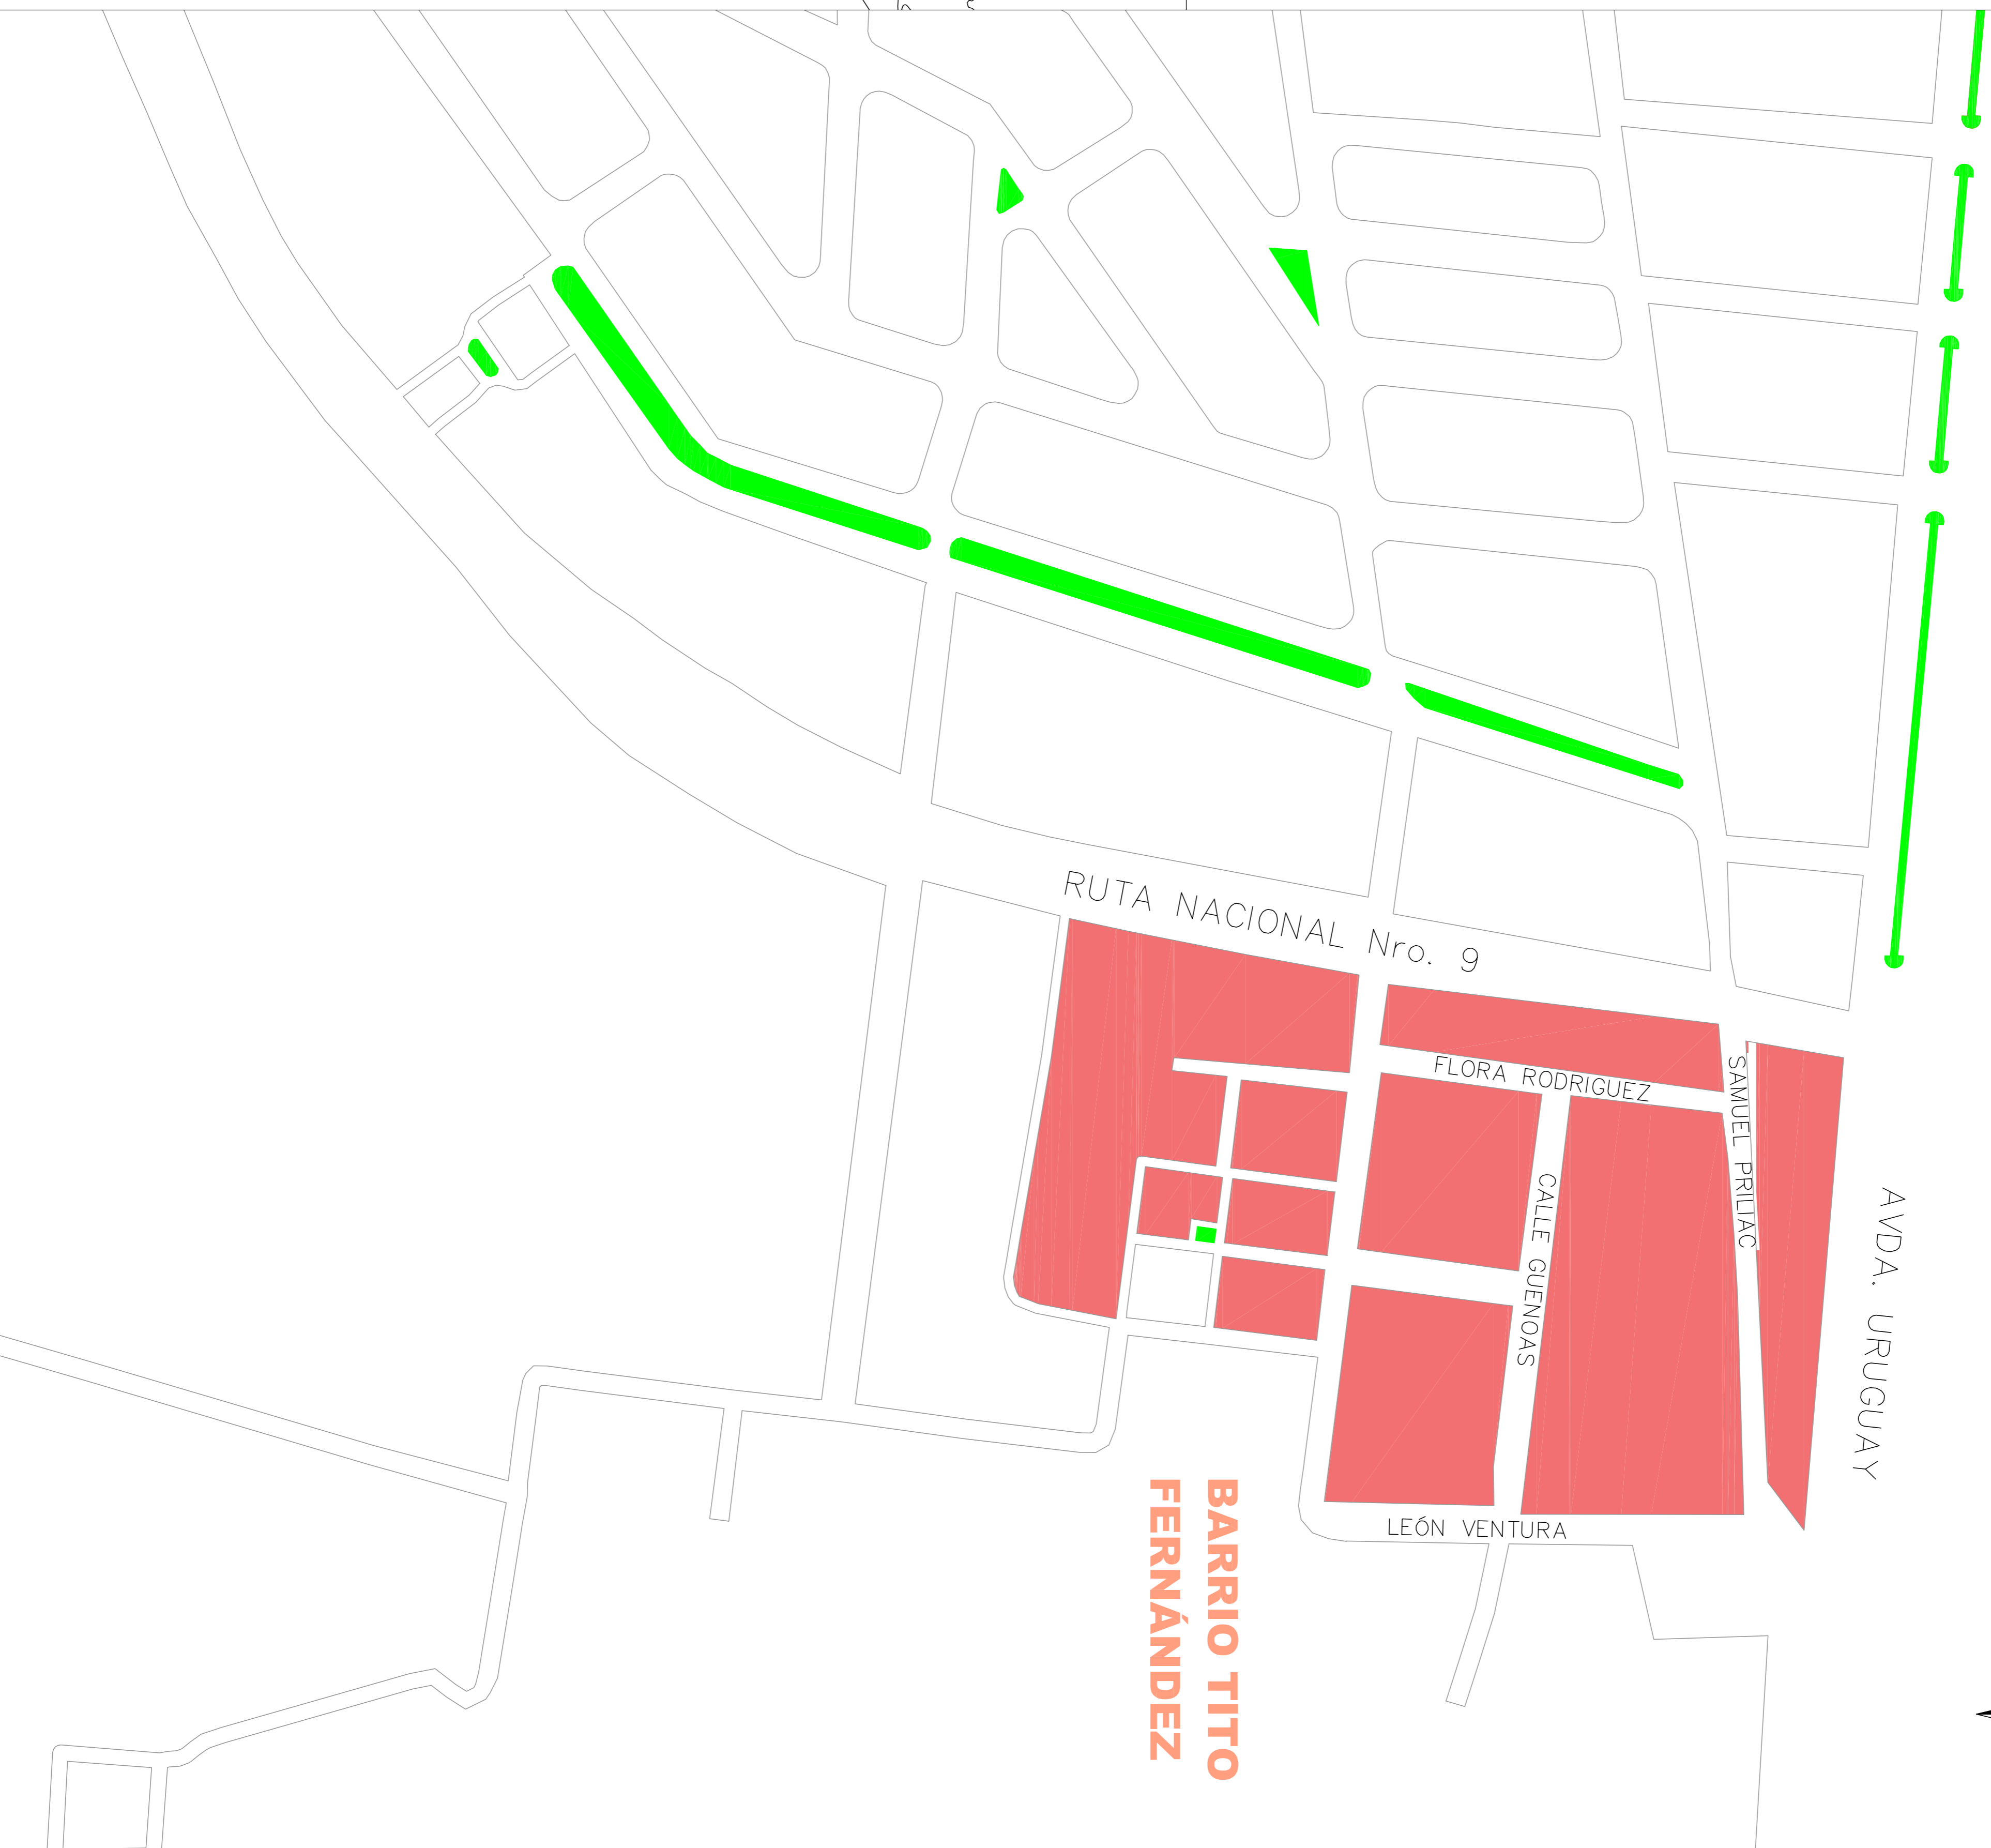 RUTA NACIONAL Nro. 9
FLORA RODRIGUEZ
SAMUEL PRILIAC
CALLE GUENOAS
AVDA. URUGUAY
LEÓN VENTURA
BARRIO TITO
FERNÁNDEZ